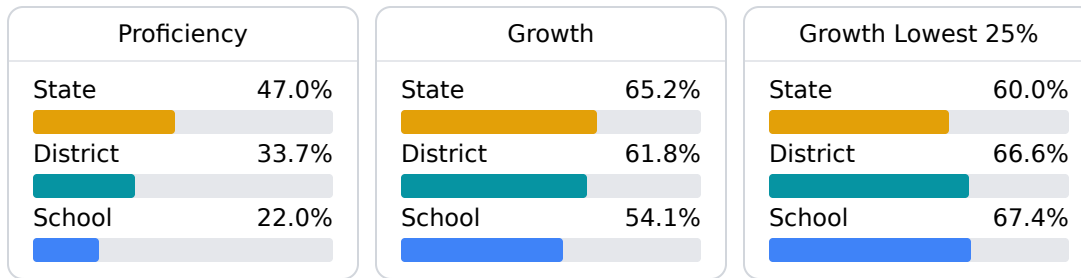 Proficiency
State 47.0%
District 33.7%
School 22.0%
Growth
State 65.2%
District 61.8%
School 54.1%
Growth Lowest 25%
State 60.0%
District 66.6%
School 67.4%